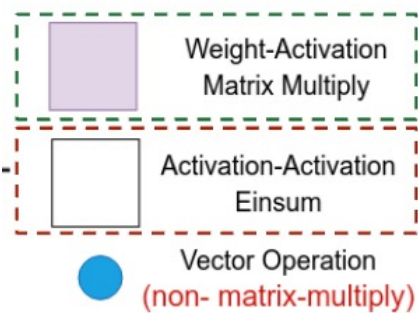 Weight-Activation
Matrix Multiply
Activation-Activation
Einsum
Vector Operation
(non- matrix-multiply)